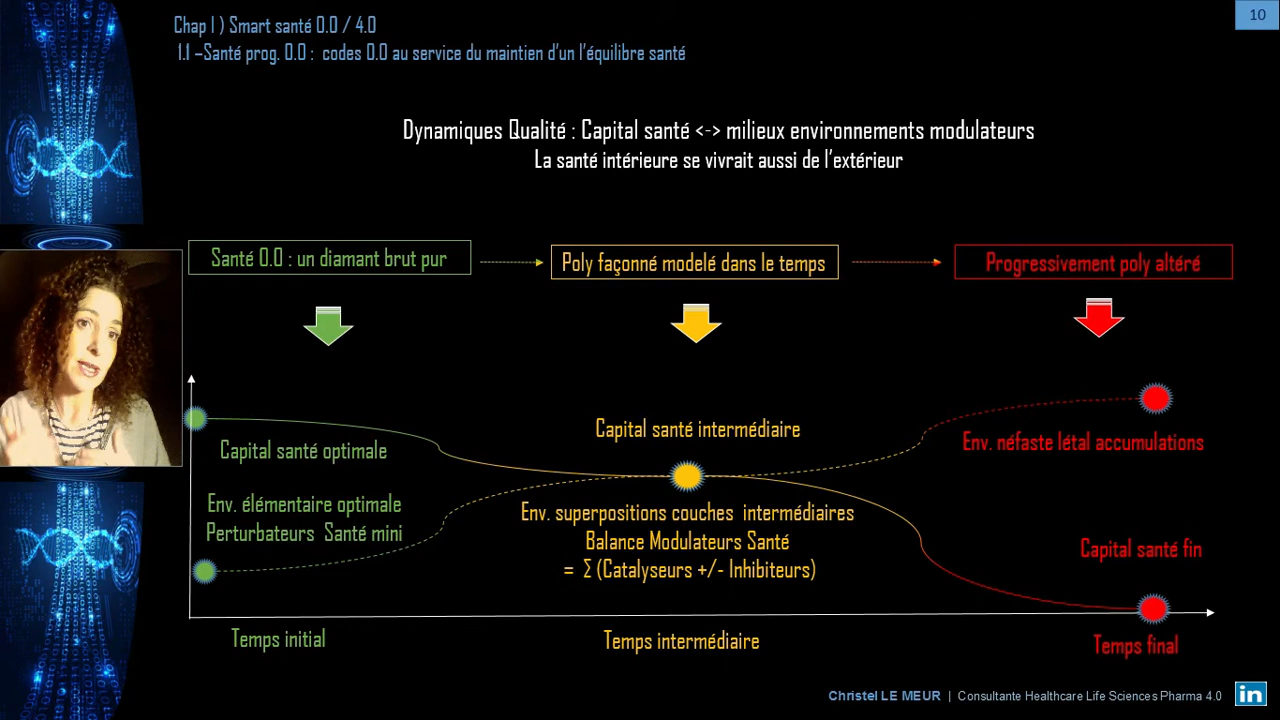 Chap I ) Smart santé 0.0 / 4.0
10
1.1 –Santé prog. 0.0 : codes 0.0 au service du maintien d'un l'équilibre santé
Dynamiques Qualité : Capital santé <-> milieux environnements modulateurs
La santé intérieure se vivrait aussi de l'extérieur
Santé 0.0 : un diamant brut pur
Poly façonné modelé dans le temps
Progressivement poly altéré
Capital santé optimale
Capital santé intermédiaire
Env. néfaste létal accumulations
Env. élémentaire optimale
Perturbateurs Santé mini
Env. superpositions couches intermédiaires
Balance Modulateurs Santé
= Σ (Catalyseurs +/- Inhibiteurs)
Capital santé fin
Temps initial
Temps intermédiaire
Temps final
Christel LE MEUR | Consultante Healthcare Life Sciences Pharma 4.0
in